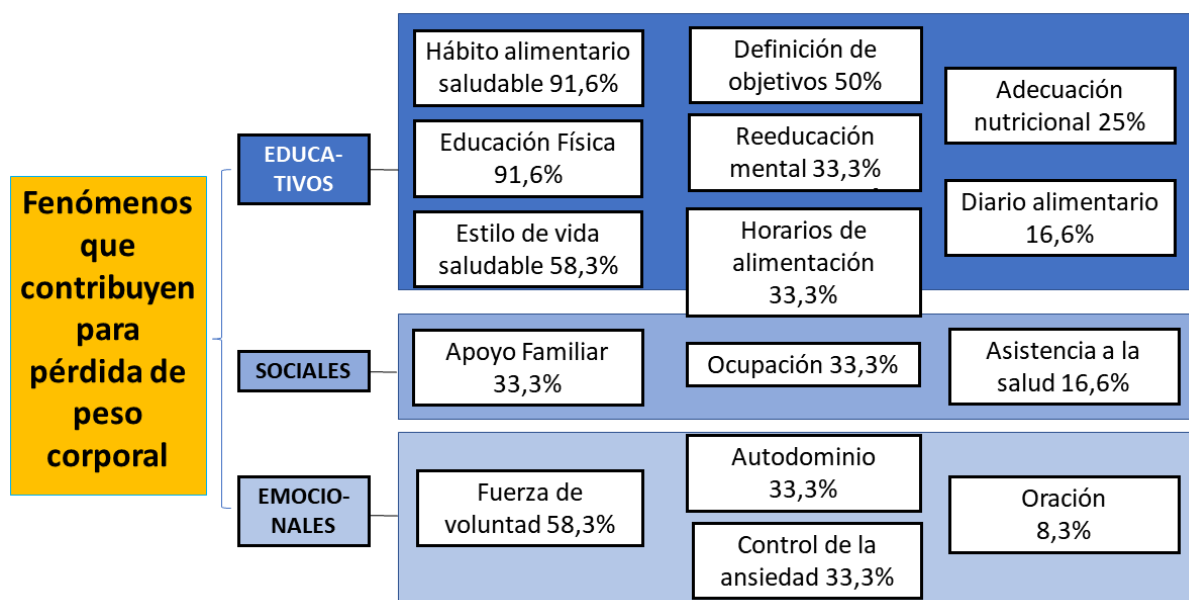 Fenómenos
que
contribuyen
para
pérdida de
peso
corporal
EDUCA-
TIVOS
Hábito alimentario
saludable 91,6%
Educación Física
91,6%
Estilo de vida
saludable 58,3%
Definición de
objetivos 50%
Reeducación
mental 33,3%
Horarios de
alimentación
33,3%
Adecuación
nutricional 25%
Diario alimentario
16,6%
SOCIALES
Apoyo Familiar
33,3%
Ocupación 33,3%
Asistencia a la
salud 16,6%
EMOCIO-
NALES
Fuerza de
voluntad 58,3%
Autodominio
33,3%
Control de la
ansiedad 33,3%
Oración
8,3%